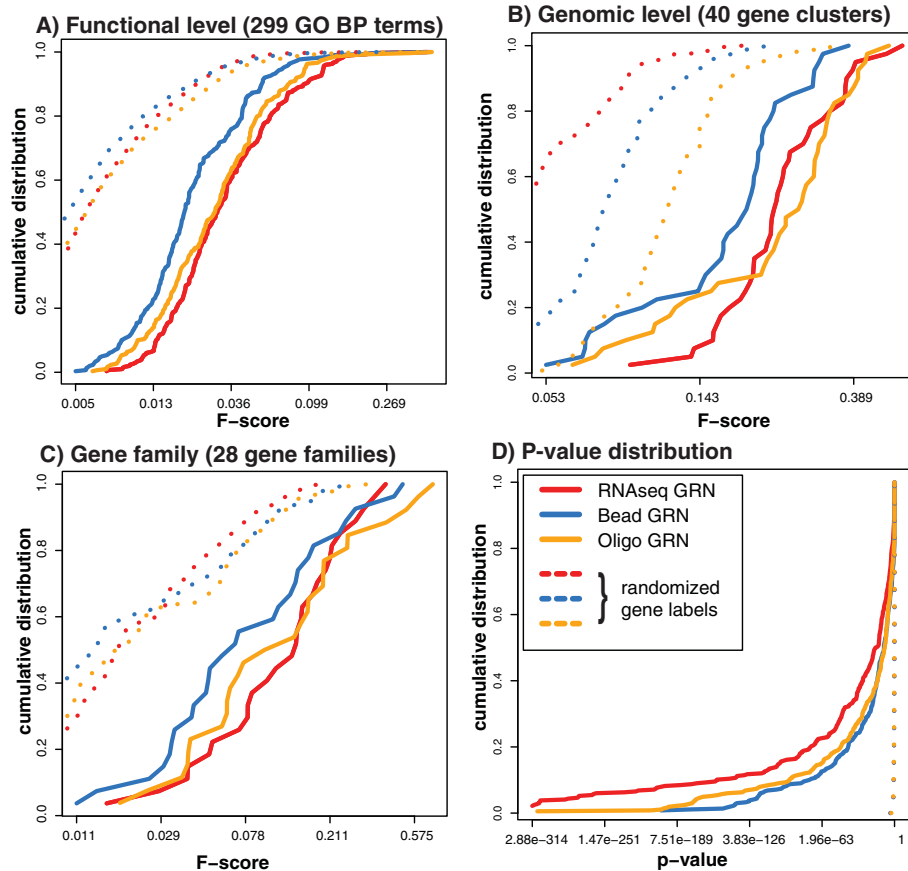 A) Functional level (299 GO BP terms)
cumulative distribution
1.0
0.8
0.6
0.4
0.2
0.0
0.005 0.013 0.036 0.099 0.269
F−score
B) Genomic level (40 gene clusters)
cumulative distribution
1.0
0.8
0.6
0.4
0.2
0.0
0.053 0.143 0.389
F−score
C) Gene family (28 gene families)
cumulative distribution
1.0
0.8
0.6
0.4
0.2
0.0
0.011 0.029 0.078 0.211 0.575
F−score
D) P-value distribution
cumulative distribution
1.0
0.8
0.6
0.4
0.2
0.0
RNAseq GRN
Bead GRN
Oligo GRN
} randomized
gene labels
2.88e−314 1.47e−251 7.51e−189 3.83e−126 1.96e−63 1
p−value